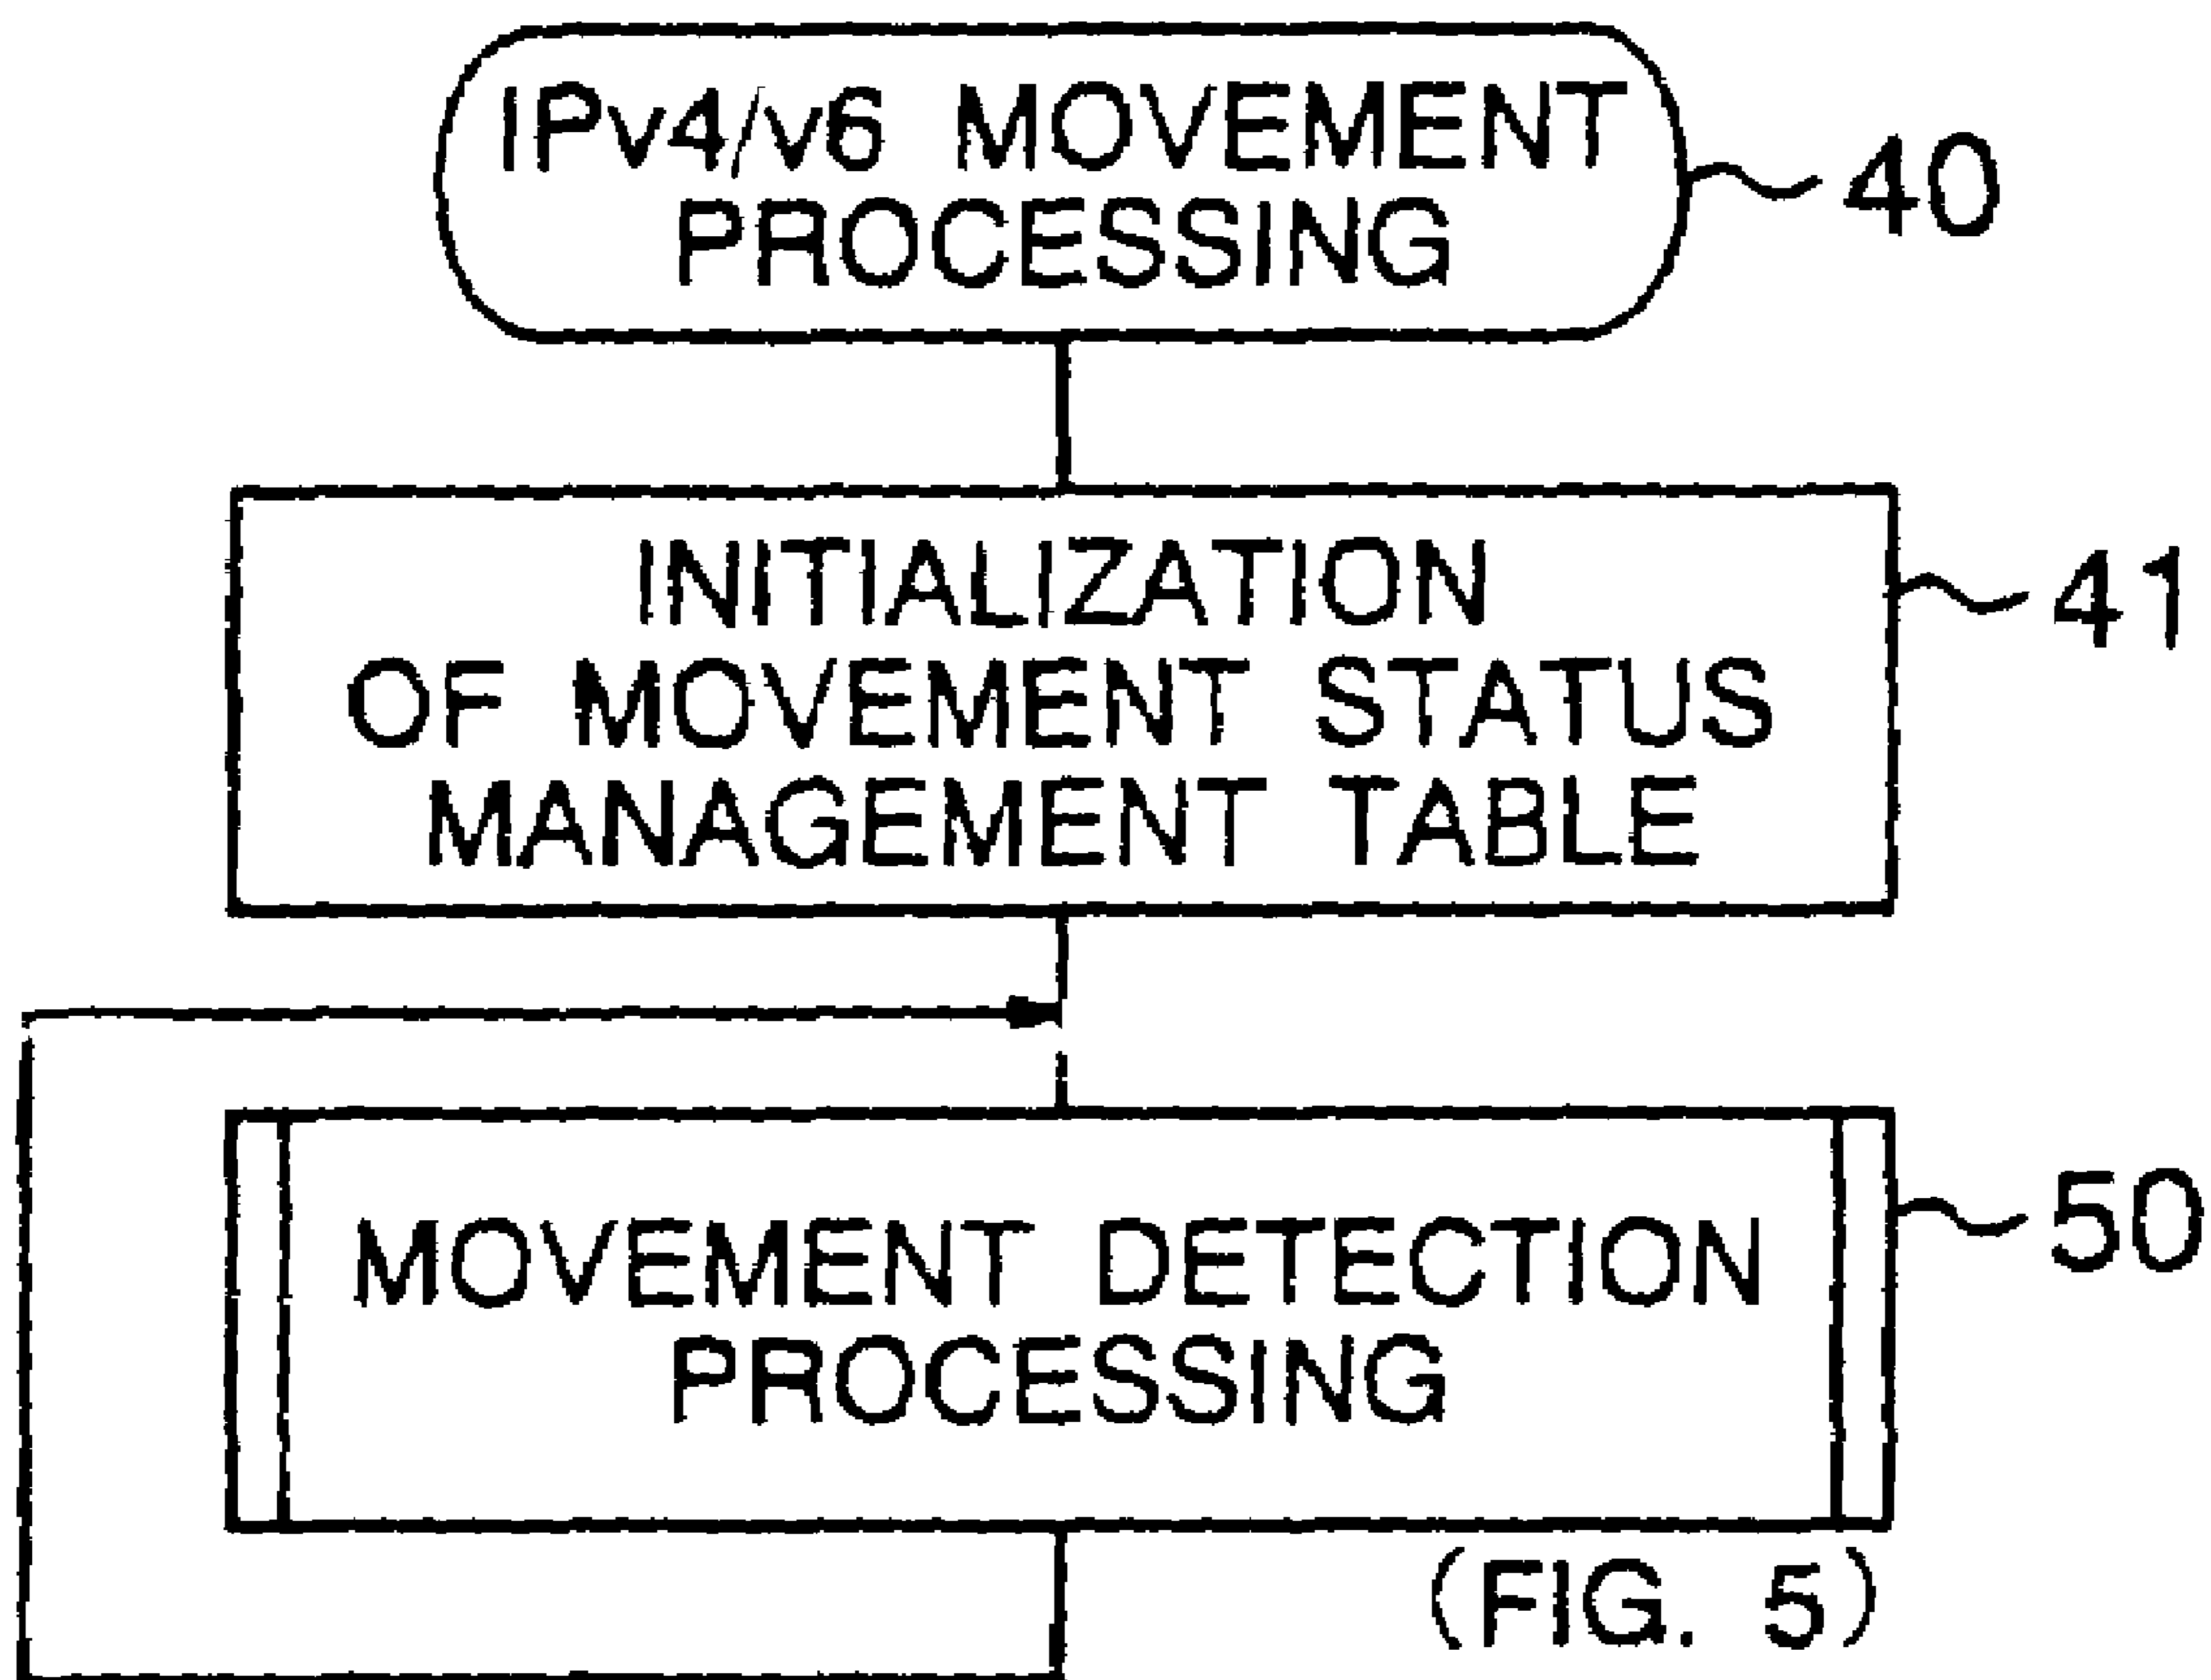 IPv4/v6 MOVEMENT
PROCESSING
40
INITIALIZATION
OF MOVEMENT STATUS
MANAGEMENT TABLE
41
MOVEMENT DETECTION
PROCESSING
50
(FIG. 5)